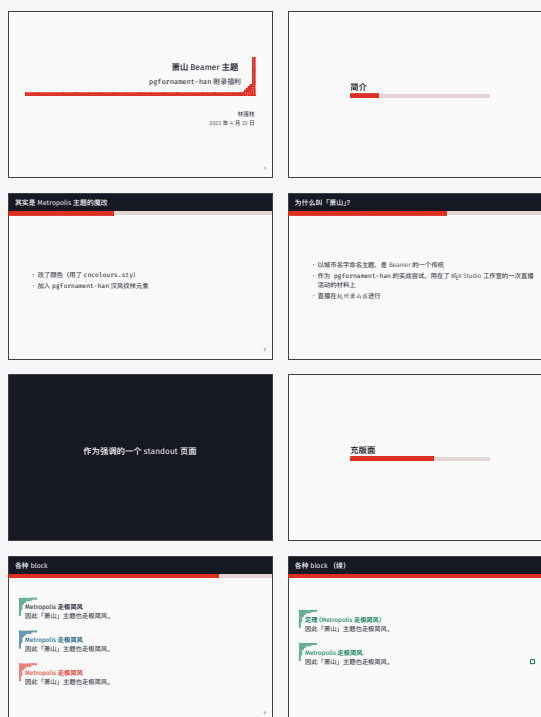 萧山 Beamer 主题
pgfornament-han 附录福利
林莲枝
2023 年 4 月 23 日
1
简介
其实是 Metropolis 主题的魔改
· 改了颜色（用了 cncolours.sty）
· 加入 pgfornament-han 汉风纹样元素
2
为什么叫「萧山」？
· 以城市名字命名主题，是 Beamer 的一个传统
· 作为 pgfornament-han 的实战尝试，用在了 LaTeX Studio 工作室的一次直播
活动的材料上
· 直播在杭州萧山区进行
作为强调的一个 standout 页面
充版面
各种 block
Metropolis 走极简风
因此「萧山」主题也走极简风。
Metropolis 走极简风
因此「萧山」主题也走极简风。
Metropolis 走极简风
因此「萧山」主题也走极简风。
4
各种 block （续）
定理 (Metropolis 走极简风)
因此「萧山」主题也走极简风。
Metropolis 走极简风.
因此「萧山」主题也走极简风。